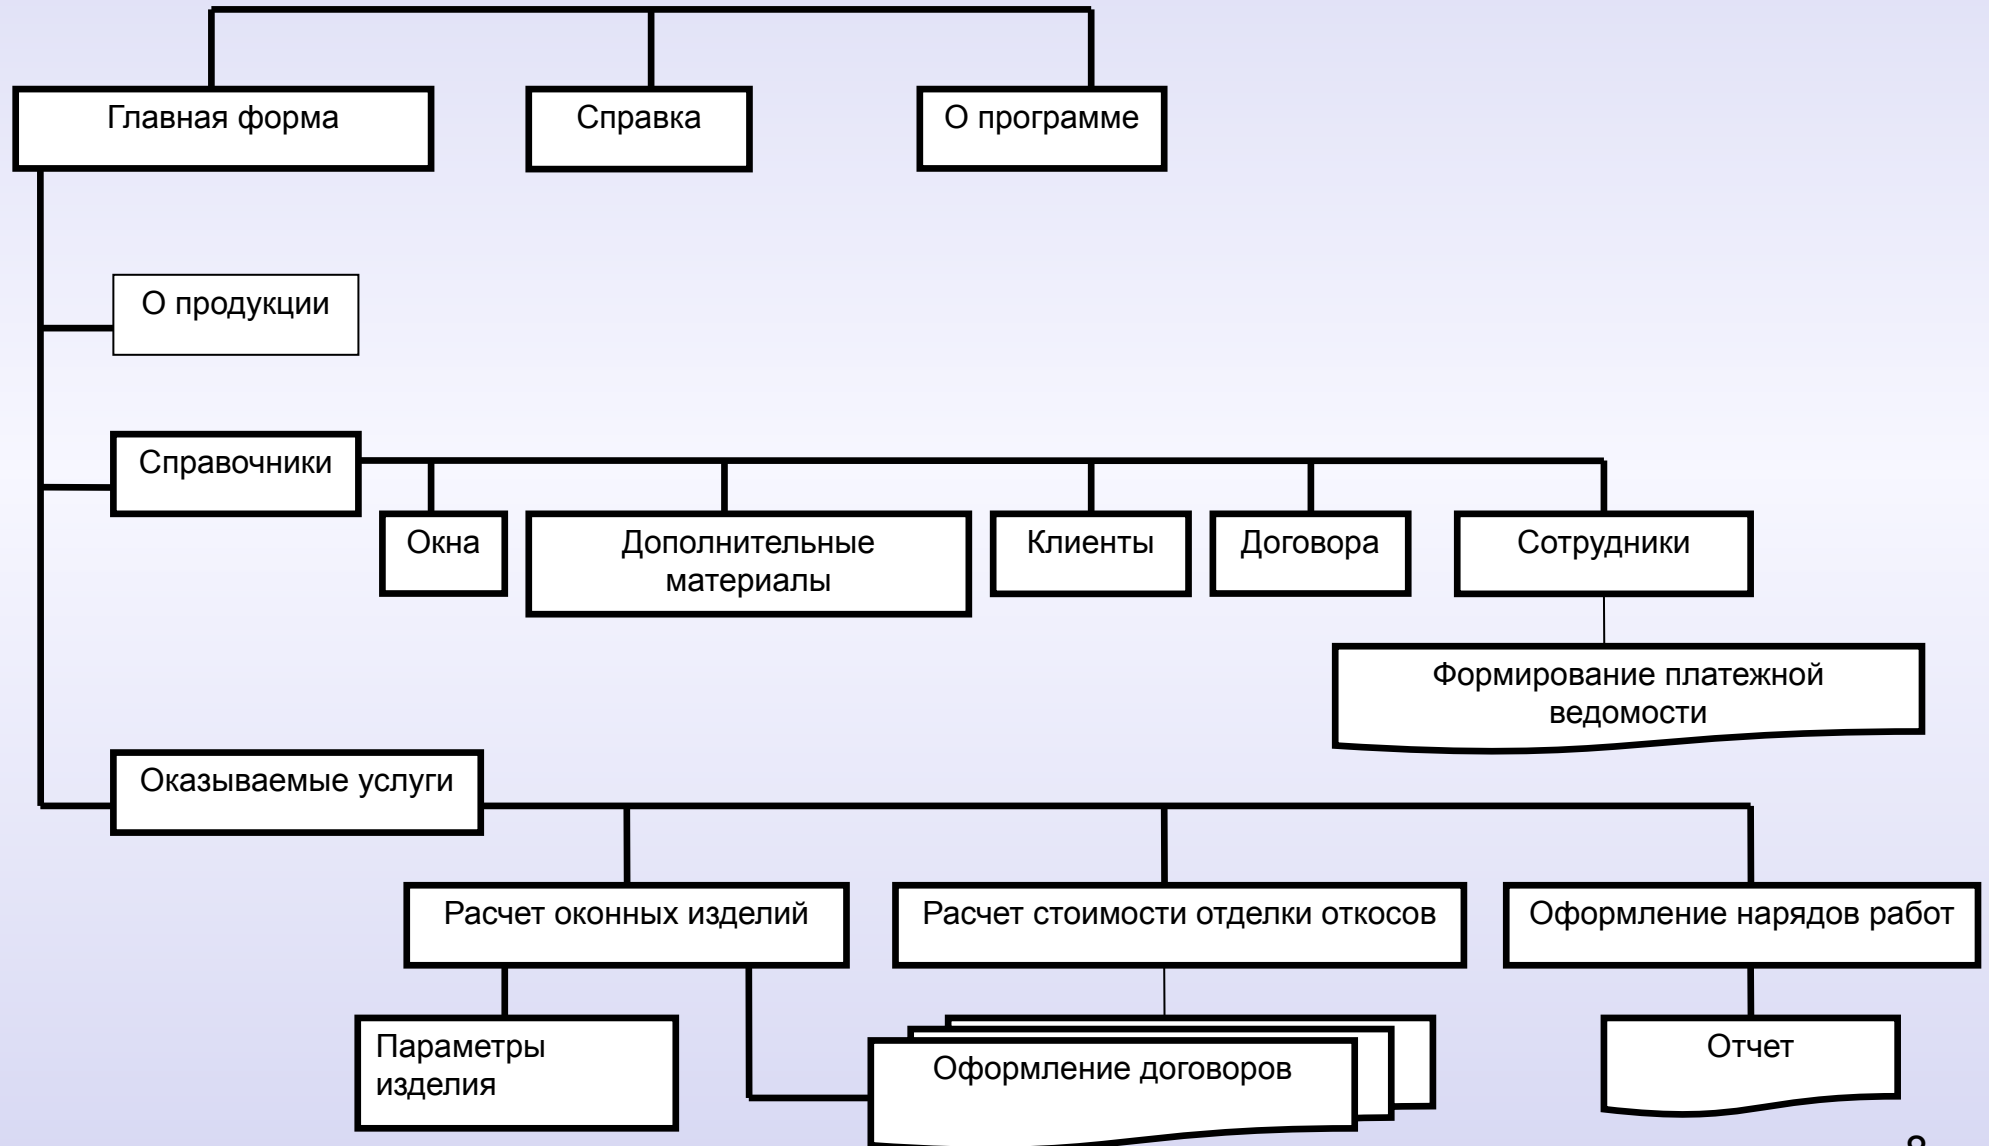 Главная форма
Справка
О программе
О продукции
Справочники
Окна
Дополнительные
материалы
Клиенты
Договора
Сотрудники
Формирование платежной
ведомости
Оказываемые услуги
Расчет оконных изделий
Расчет стоимости отделки откосов
Оформление нарядов работ
Параметры
изделия
Оформление договоров
Отчет